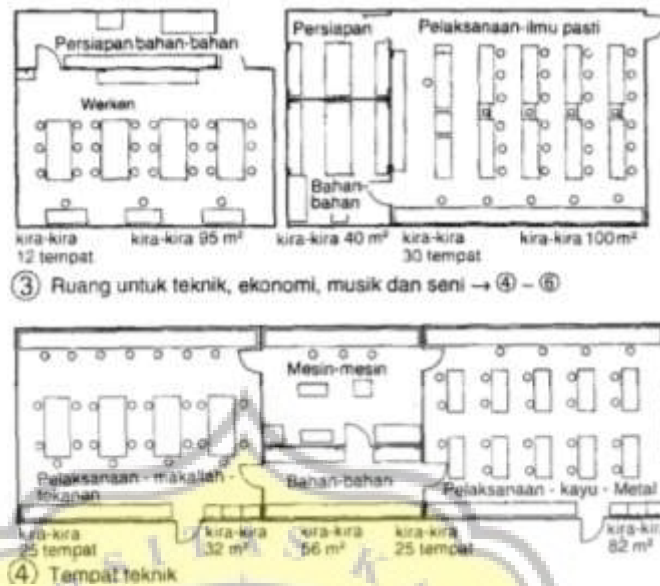 Persiapan bahan-bahan
Werken
kira-kira
12 tempat
kira-kira 95 m²
Persiapan
Pelaksanaan-ilmu pasti
Bahan-
bahan
kira-kira 40 m²
kira-kira
30 tempat
kira-kira 100m²
③ Ruang untuk teknik, ekonomi, musik dan seni → ④ – ⑥
Pelaksanaan - makallah -
tekanan
Mesin-mesin
Bahan-bahan
Pelaksanaan - kayu - Metal
kira-kira
25 tempat
kira-kira
32 m²
kira-kira
56 m²
kira-kira
25 tempat
kira-kira
82 m²
④ Tempat teknik